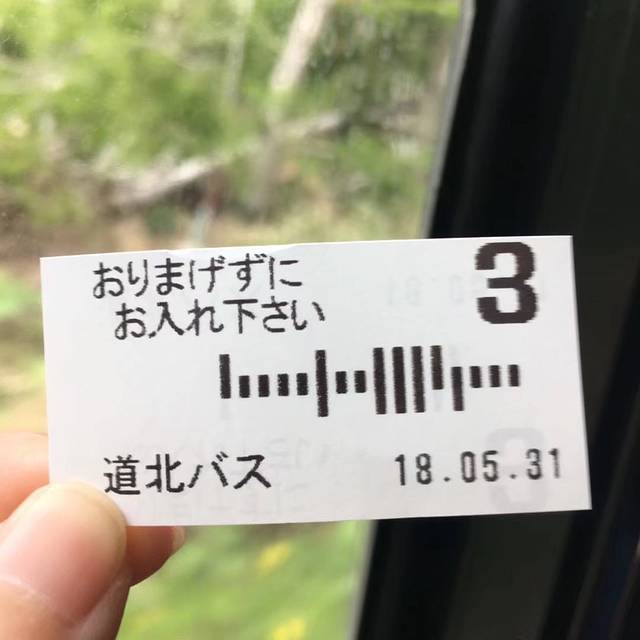 おりまげずに
お入れ下さい
3
道北バス
18.05.31